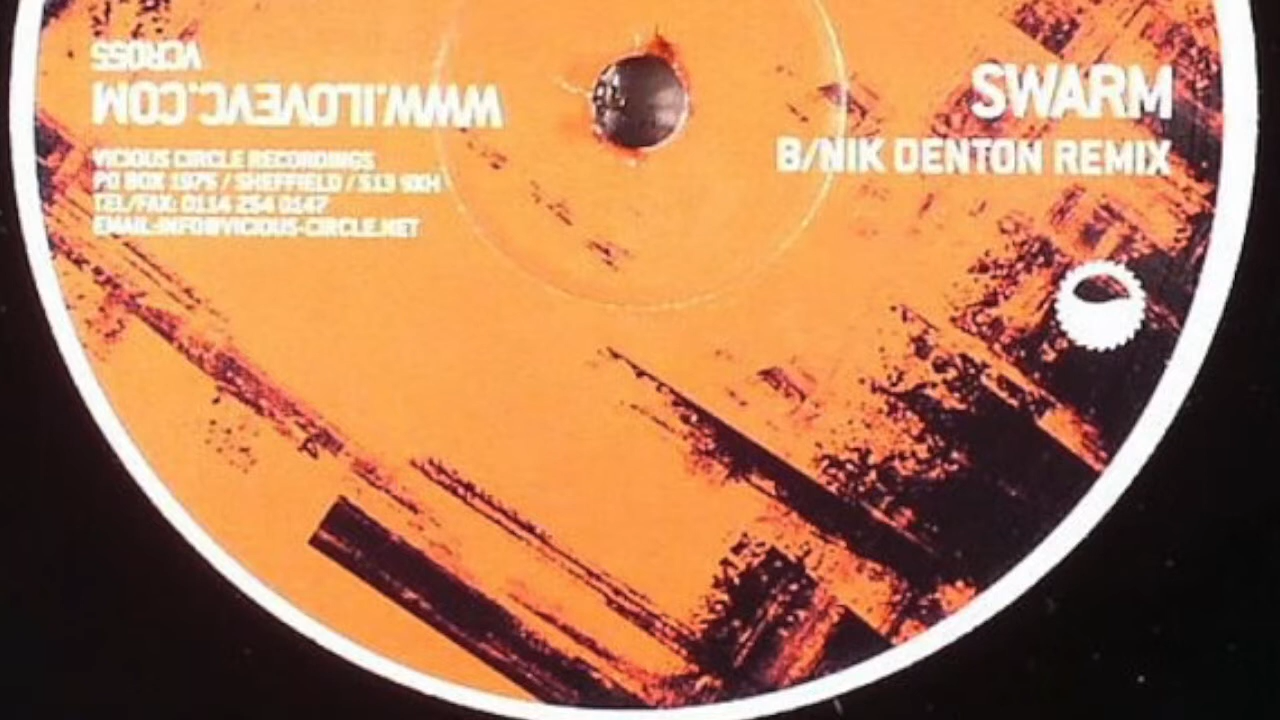 VCR055
WWW.ILOVEVC.COM
VICIOUS CIRCLE RECORDINGS
PO BOX 1975 / SHEFFIELD / S13 9XH
TEL/FAX: 0114 254 0147
EMAIL:INFO@VICIOUS-CIRCLE.NET
SWARM
B/NIK DENTON REMIX